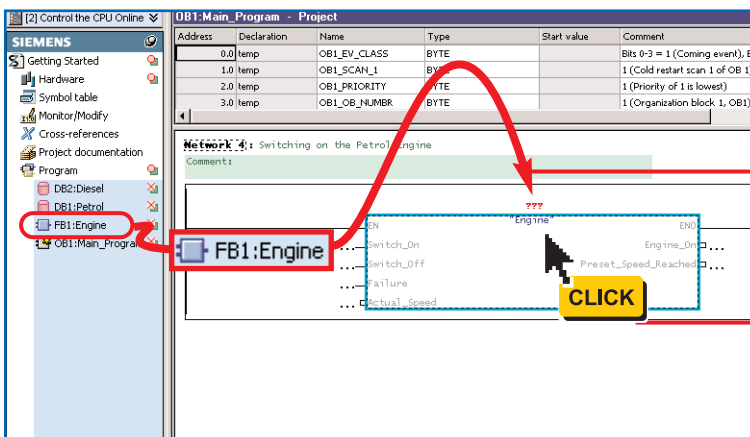 [2] Control the CPU Online
OB1:Main_Program - Project
SIEMENS
Getting Started
Hardware
Symbol table
Monitor/Modify
Cross-references
Project documentation
Program
DB2:Diesel
DB1:Petrol
FB1:Engine
OB1:Main_Program
Address Declaration Name Type Start value Comment
0.0 temp OB1_EV_CLASS BYTE Bits 0-3 = 1 (Coming event),
1.0 temp OB1_SCAN_1 BYTE 1 (Cold restart scan 1 of OB 1)
2.0 temp OB1_PRIORITY BYTE 1 (Priority of 1 is lowest)
3.0 temp OB1_OB_NUMBR BYTE 1 (Organization block 1, OB1)
Network 4: Switching on the Petrol Engine
Comment:
???
"Engine"
EN ENO
... Switch_On Engine_On ...
... Switch_Off Preset_Speed_Reached ...
... Failure
... Actual_Speed
FB1:Engine
CLICK